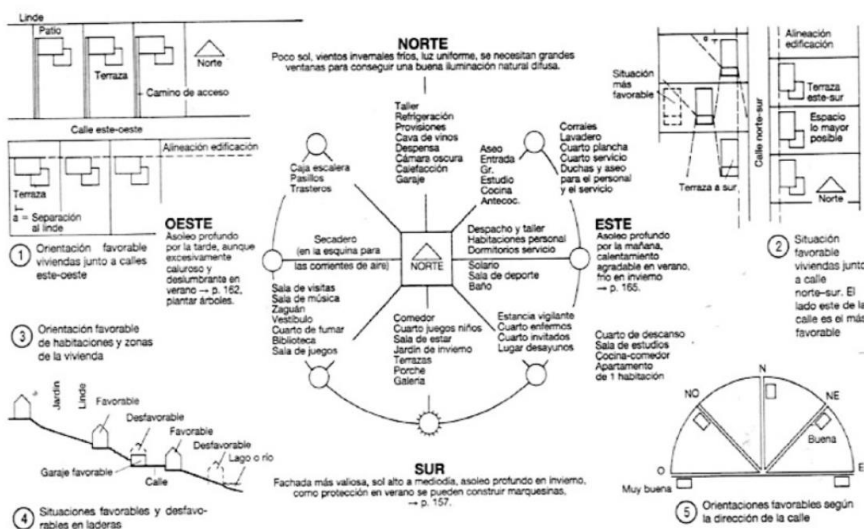 Linde
Patio
Terraza
Norte
Camino de acceso
Calle este-oeste
Alineación edificación
Terraza
a = Separación
al linde
1 Orientación favorable
viviendas junto a calles
este-oeste
3 Orientación favorable
de habitaciones y zonas
de la vivienda
NORTE
Poco sol, vientos invernales fríos, luz uniforme, se necesitan grandes
ventanas para conseguir una buena iluminación natural difusa.
Taller
Refrigeración
Provisiones
Cava de vinos
Despensa
Cámara oscura
Calefacción
Garaje
Aseo
Entrada
Gr.
Estudio
Cocina
Antecoc.
Corrales
Lavadero
Cuarto plancha
Cuarto servicio
Duchas y aseo
para el personal
y el servicio
Caja escalera
Pasillos
Trasteros
OESTE
Asoleo profundo
por la tarde, aunque
excesivamente
caluroso y
deslumbrante en
verano → p. 162,
plantar árboles.
Secadero
(en la esquina para
las corrientes de aire)
NORTE
Despacho y taller
Habitaciones personal
Dormitorios servicio
Solario
Sala de deporte
Baño
ESTE
Asoleo profundo
por la mañana,
calentamiento
agradable en verano,
frío en invierno
→ p. 165.
Sala de visitas
Sala de música
Zaguán
Vestíbulo
Cuarto de fumar
Biblioteca
Sala de juegos
Comedor
Cuarto juegos niños
Sala de estar
Jardín de invierno
Terrazas
Porche
Galería
Estancia vigilante
Cuarto enfermos
Cuarto invitados
Lugar desayunos
Cuarto de descanso
Sala de estudios
Cocina-comedor
Apartamento
de 1 habitación
SUR
Fachada más valiosa, sol alto a mediodía, asoleo profundo en invierno,
como protección en verano se pueden construir marquesinas,
→ p. 157.
Situación
más
favorable
a
Terraza a sur
Calle norte-sur
Alineación
edificación
Terraza
este-sur
Espacio
lo mayor
posible
Norte
2 Situación
favorable
viviendas junto
a calle
norte-sur. El
lado este de la
calle es el más
favorable
Jardín
Linde
Favorable
Desfavorable
Favorable
Desfavorable
Lago o río
Garaje favorable
Calle
4 Situaciones favorables y desfavo-
rables en laderas
N
NO
NE
Buena
O
E
Muy buena
5 Orientaciones favorables según
la dirección de la calle